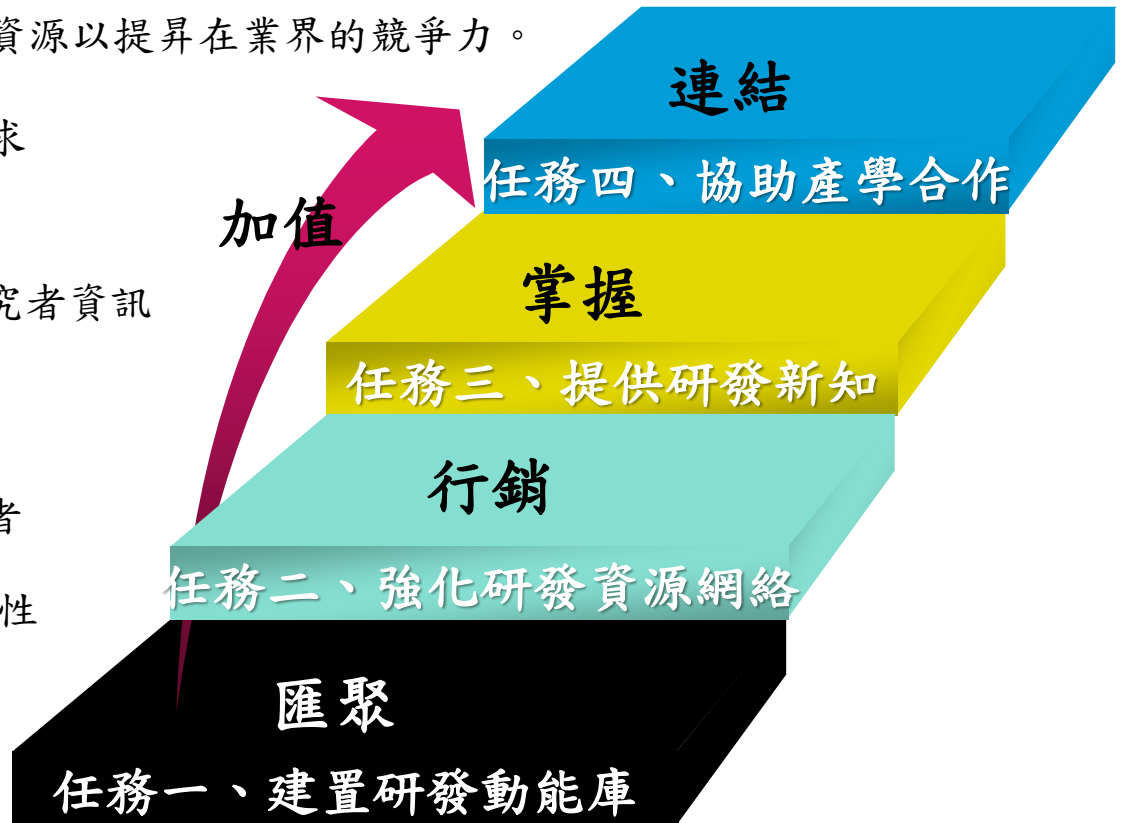 資源以提昇在業界的競爭力。
連結
求
任務四、協助產學合作
加值
掌握
究者資訊
任務三、提供研發新知
行銷
者
任務二、強化研發資源網絡
性
匯聚
任務一、建置研發動能庫